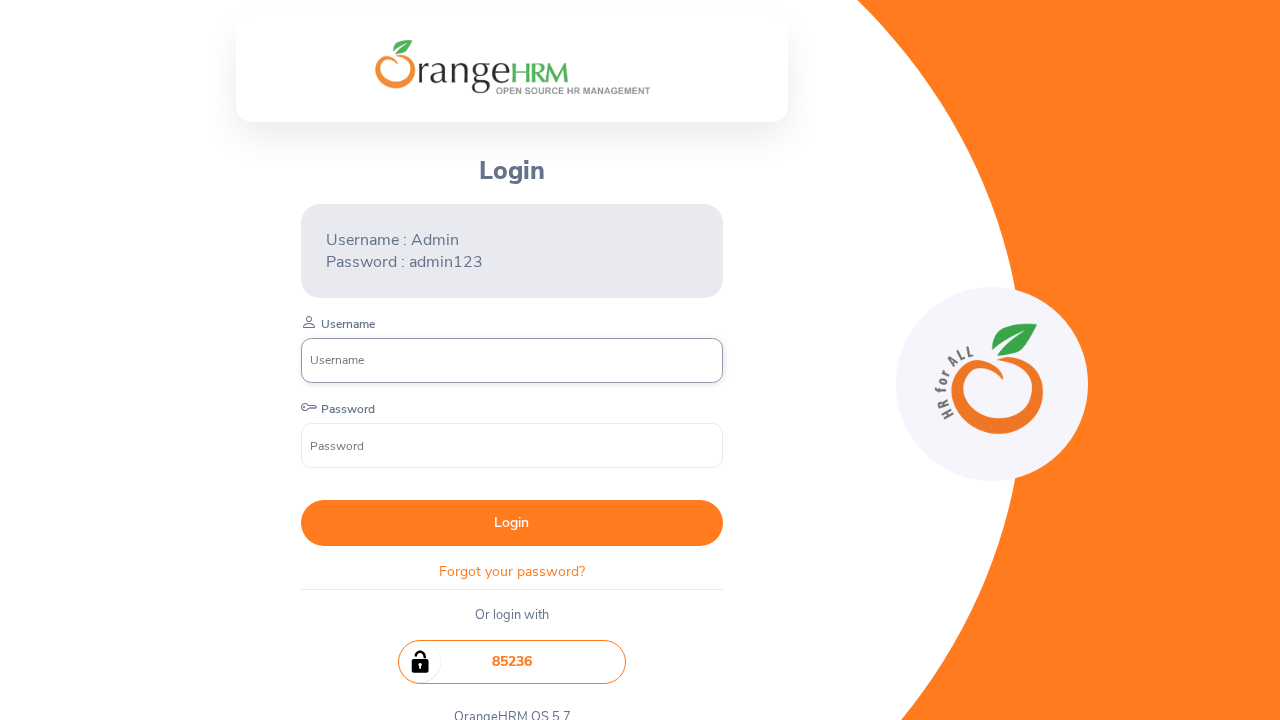 OrangeHRM
OPEN SOURCE HR MANAGEMENT
Login
Username : Admin
Password : admin123
Username
Username
Password
Password
Login
Forgot your password?
Or login with
85236
OrangeHRM OS 5.7
HR for ALL